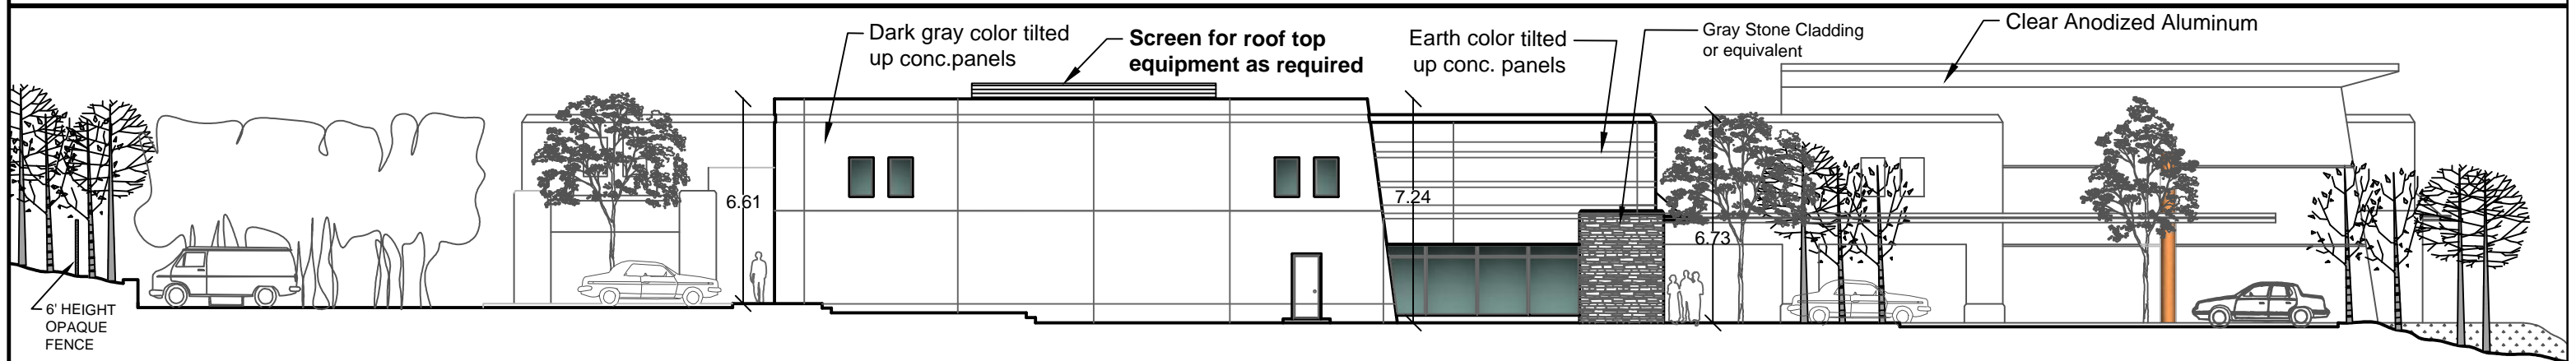 Dark gray color tilted
up conc.panels
Screen for roof top
equipment as required
Earth color tilted
up conc. panels
Gray Stone Cladding
or equivalent
Clear Anodized Aluminum
6.61
7.24
6.73
6' HEIGHT
OPAQUE
FENCE